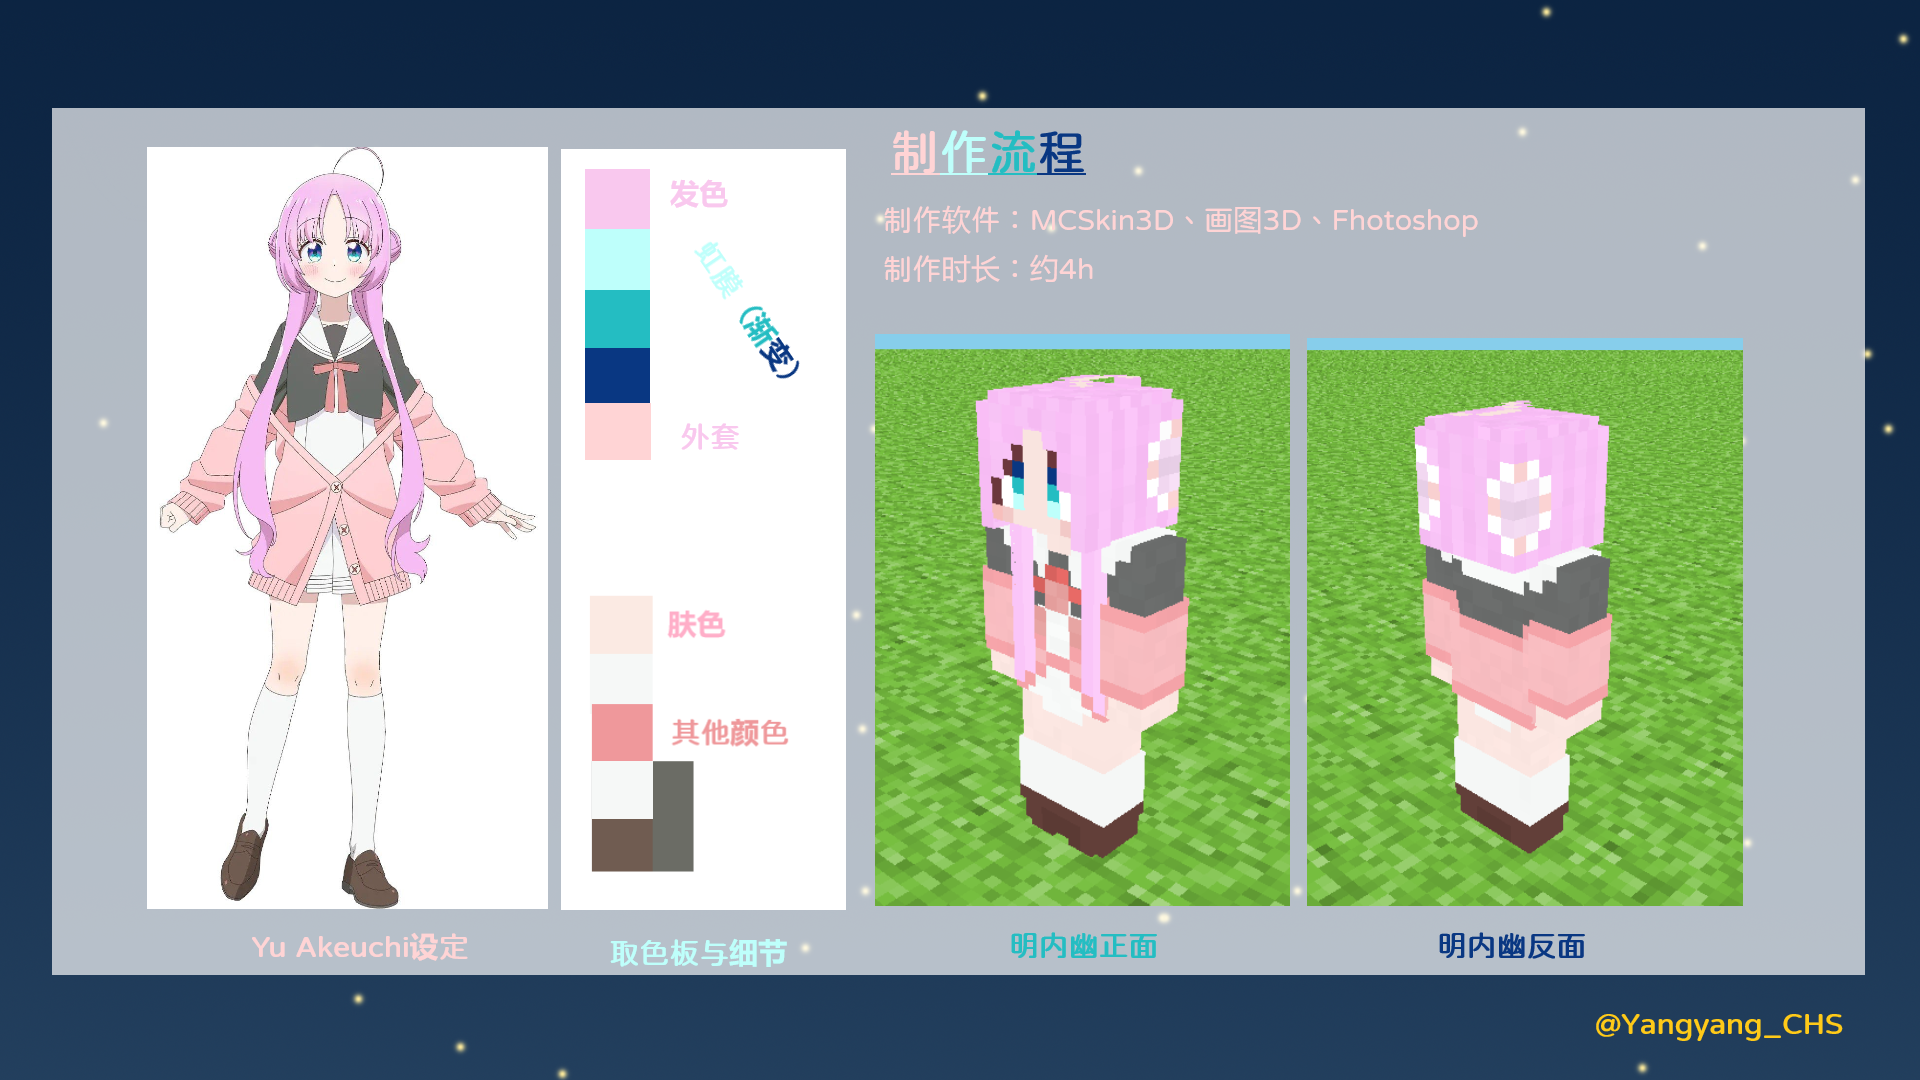 制作流程
制作软件：MCSkin3D、画图3D、Fhotoshop
制作时长：约4h
发色
虹膜
（渐变）
外套
肤色
其他颜色
Yu Akeuchi设定
取色板与细节
明内幽正面
明内幽反面
@Yangyang_CHS